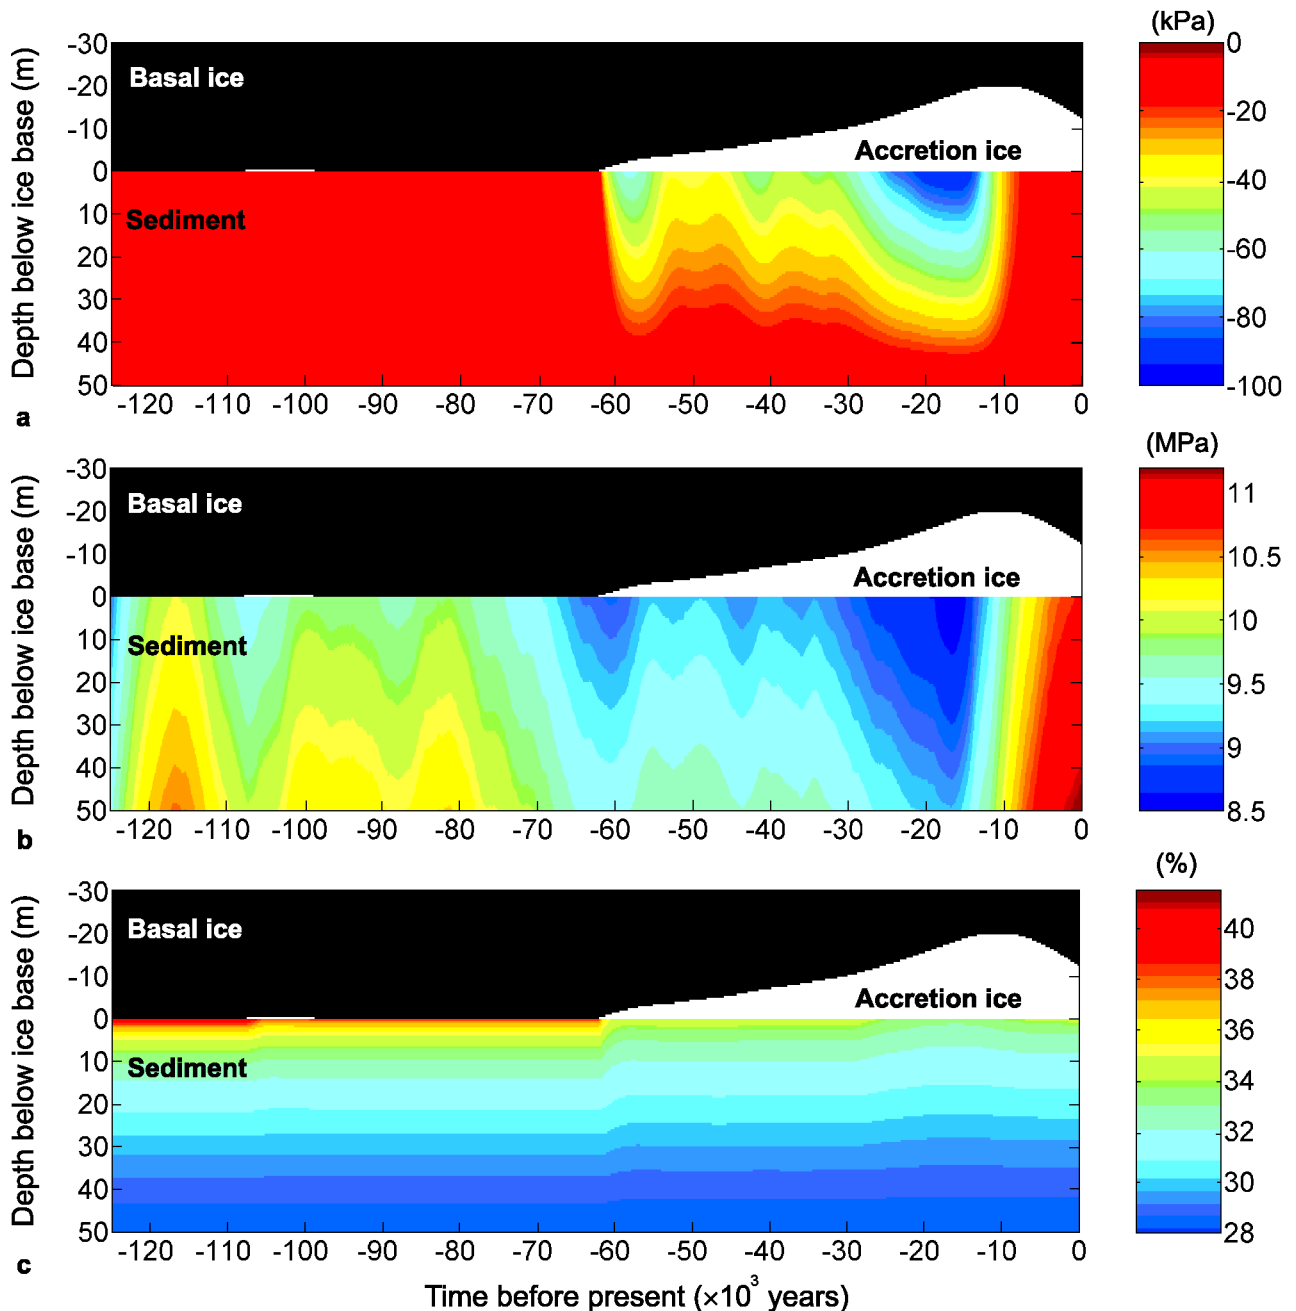 (kPa)
Depth below ice base (m)
-30
-20
-10
0
10
20
30
40
50
Basal ice
Accretion ice
Sediment
-120 -110 -100 -90 -80 -70 -60 -50 -40 -30 -20 -10 0
0
-20
-40
-60
-80
-100
a
(MPa)
Depth below ice base (m)
-30
-20
-10
0
10
20
30
40
50
Basal ice
Accretion ice
Sediment
-120 -110 -100 -90 -80 -70 -60 -50 -40 -30 -20 -10 0
11
10.5
10
9.5
9
8.5
b
(%)
Depth below ice base (m)
-30
-20
-10
0
10
20
30
40
50
Basal ice
Accretion ice
Sediment
-120 -110 -100 -90 -80 -70 -60 -50 -40 -30 -20 -10 0
40
38
36
34
32
30
28
c
Time before present (×10³ years)